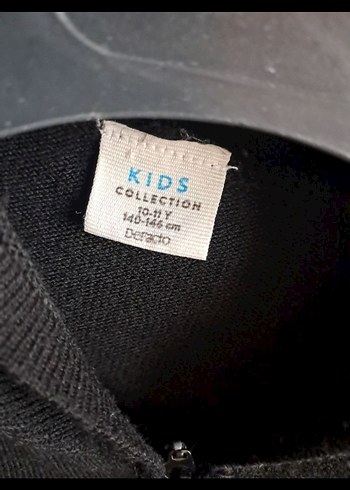 KIDS
COLLECTION
10-11 Y
140-146 cm
Defacto